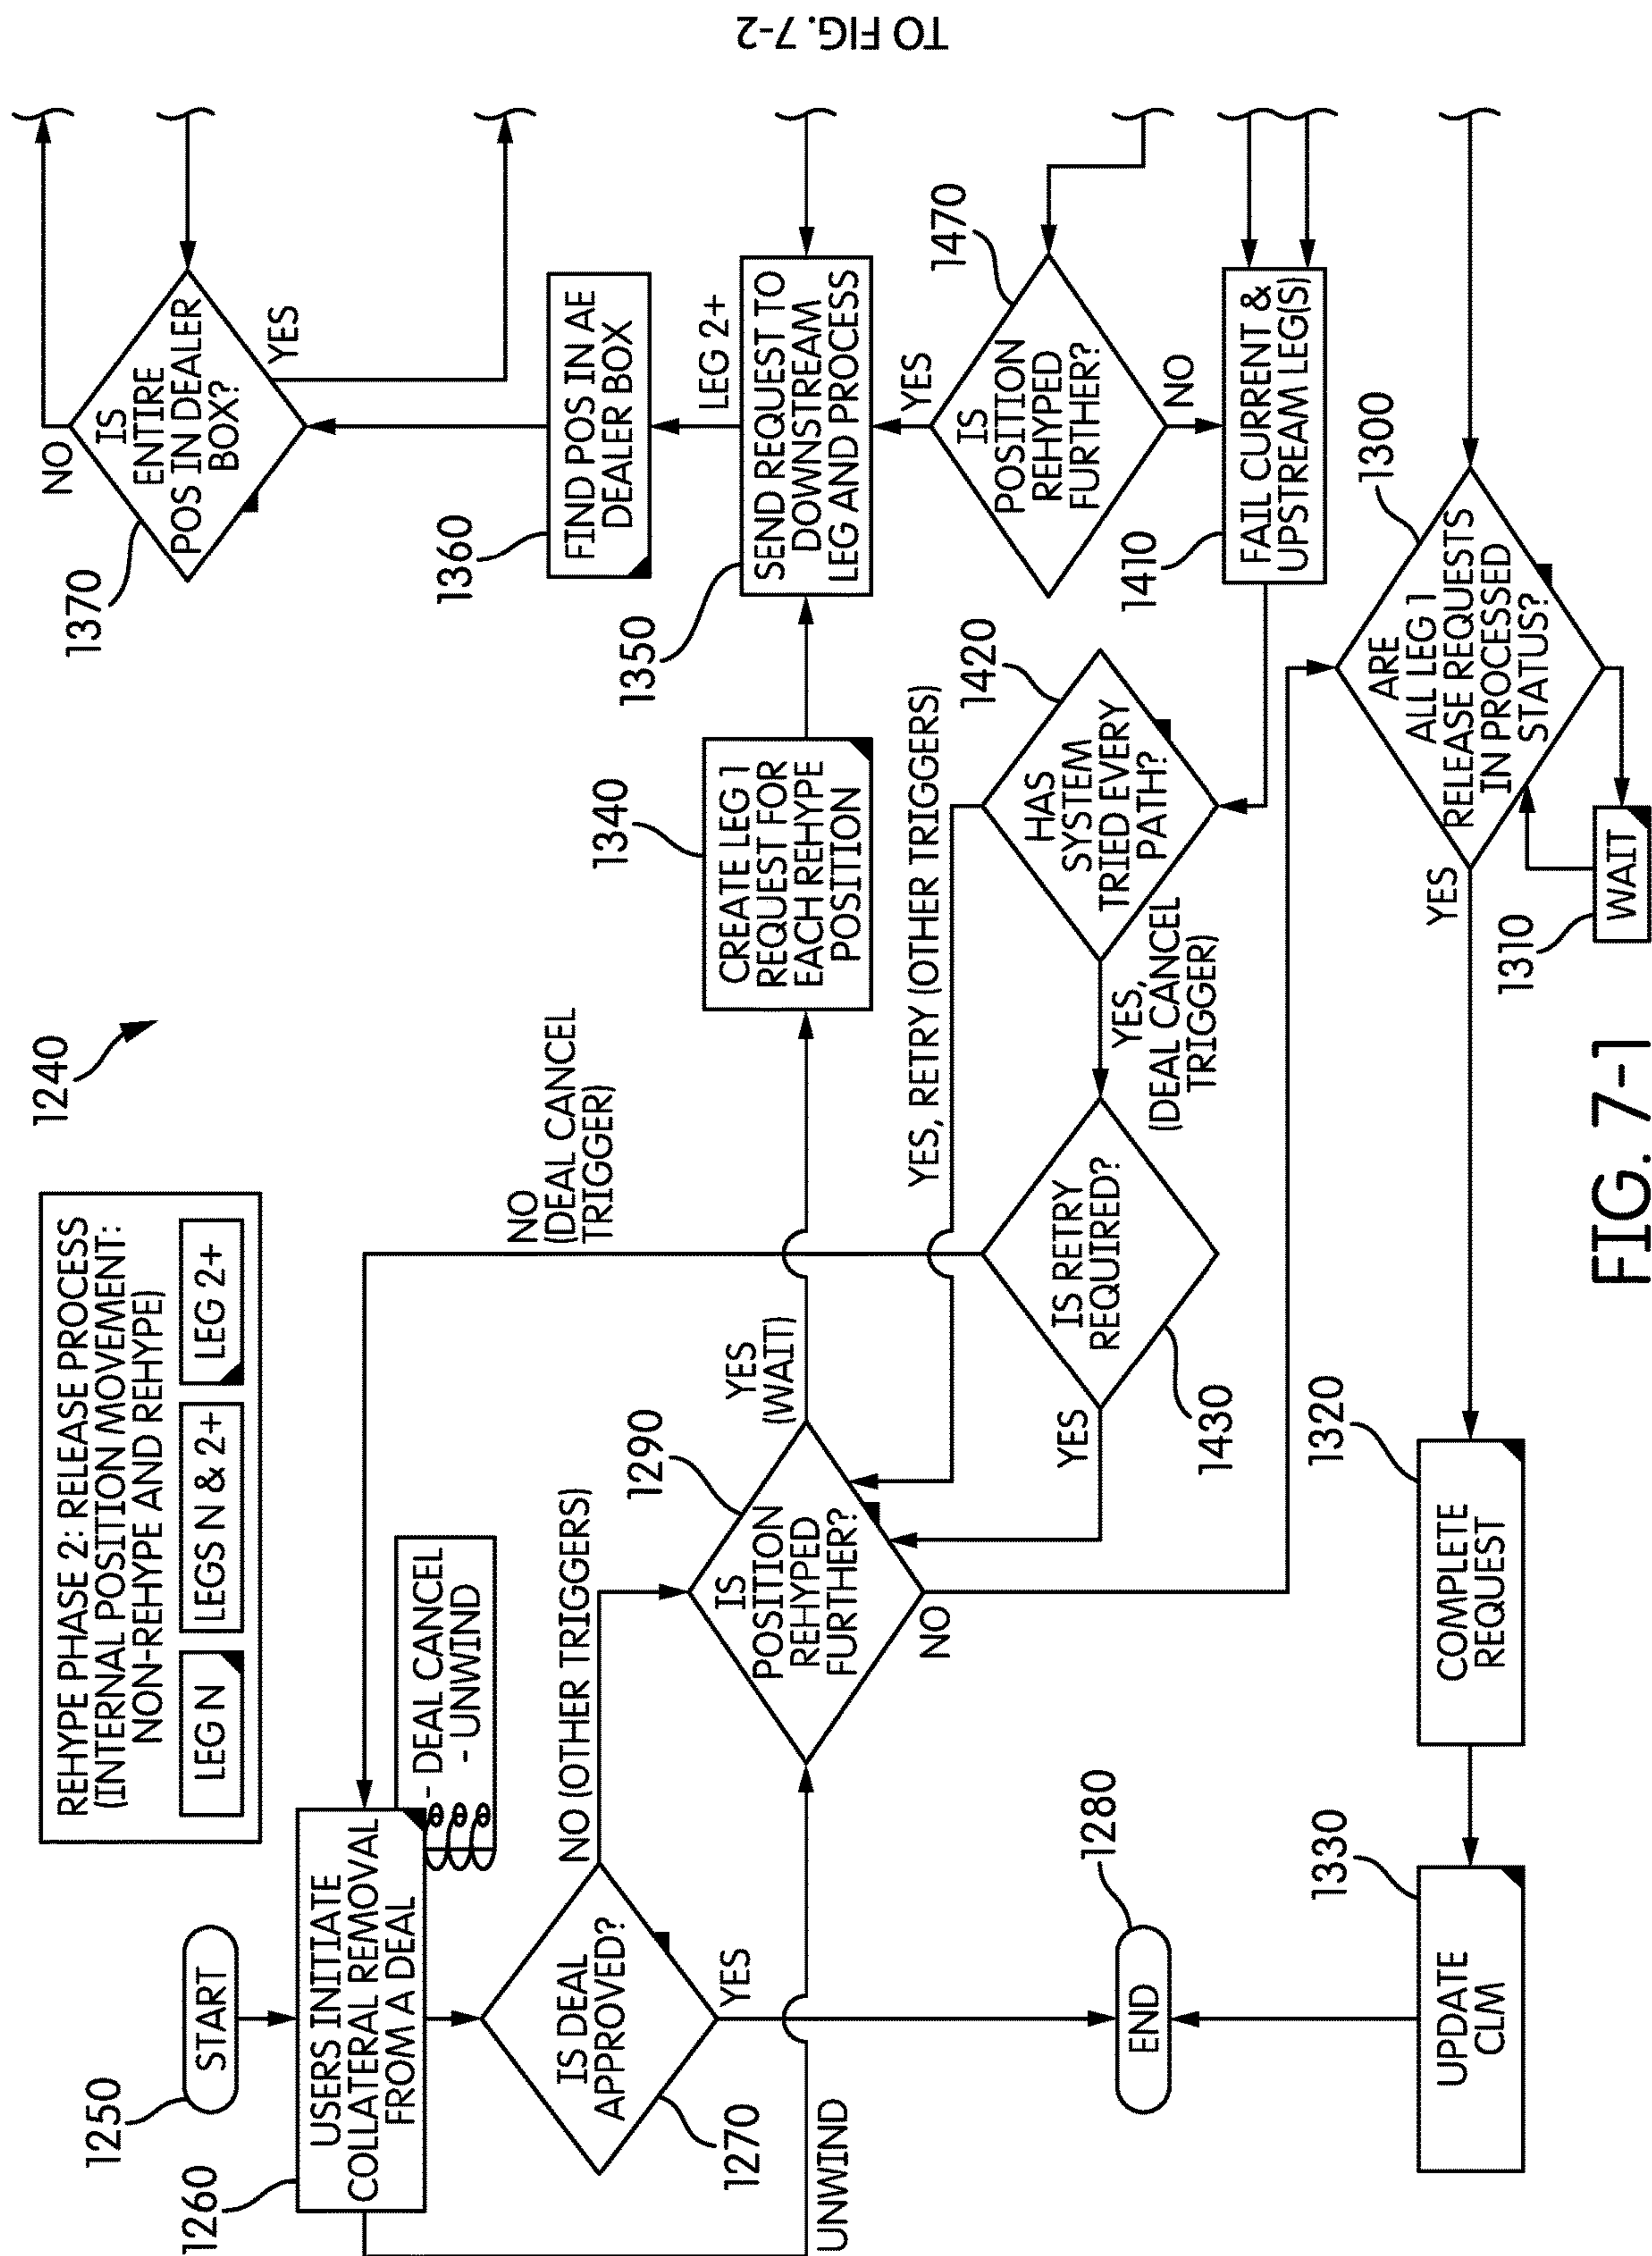 1240
REHYPE PHASE 2: RELEASE PROCESS
(INTERNAL POSITION MOVEMENT:
NON-REHYPE AND REHYPE)
LEG N
LEGS N & 2+
LEG 2+
1250
START
1260
USERS INITIATE
COLLATERAL REMOVAL
FROM A DEAL
- DEAL CANCEL
- UNWIND
1270
IS DEAL
APPROVED?
NO (OTHER TRIGGERS)
YES
UNWIND
1280
END
1290
IS
POSITION
REHYPED
FURTHER?
YES
(WAIT)
NO
NO
(DEAL CANCEL
TRIGGER)
1340
CREATE LEG 1
REQUEST FOR
EACH REHYPE
POSITION
1350
SEND REQUEST TO
DOWNSTREAM
LEG AND PROCESS
LEG 2+
1360
FIND POS IN AE
DEALER BOX
1370
IS
ENTIRE
POS IN DEALER
BOX?
NO
YES
1470
IS
POSITION
REHYPED
FURTHER?
YES
NO
1410
FAIL CURRENT &
UPSTREAM LEG(S)
1420
HAS
SYSTEM
TRIED EVERY
PATH?
YES, RETRY (OTHER TRIGGERS)
YES,
(DEAL CANCEL
TRIGGER)
1430
IS RETRY
REQUIRED?
YES
1300
ARE
ALL LEG 1
RELEASE REQUESTS
IN PROCESSED
STATUS?
YES
1310
WAIT
1320
COMPLETE
REQUEST
1330
UPDATE
CLM
TO FIG. 7-2
FIG. 7-1